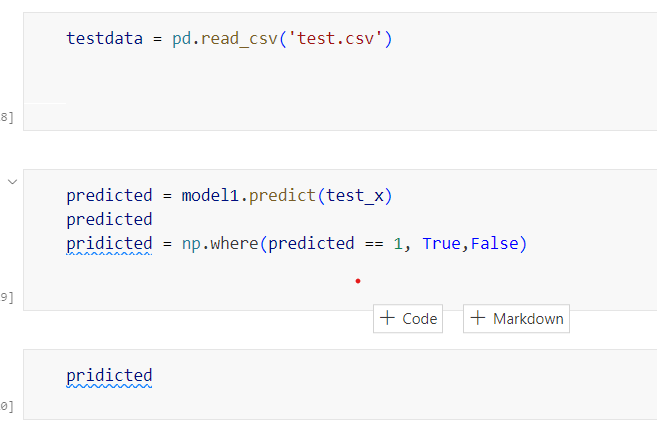 testdata = pd.read_csv('test.csv')
8]
predicted = model1.predict(test_x)
predicted
pridicted = np.where(predicted == 1, True,False)
9]
+ Code + Markdown
pridicted
0]